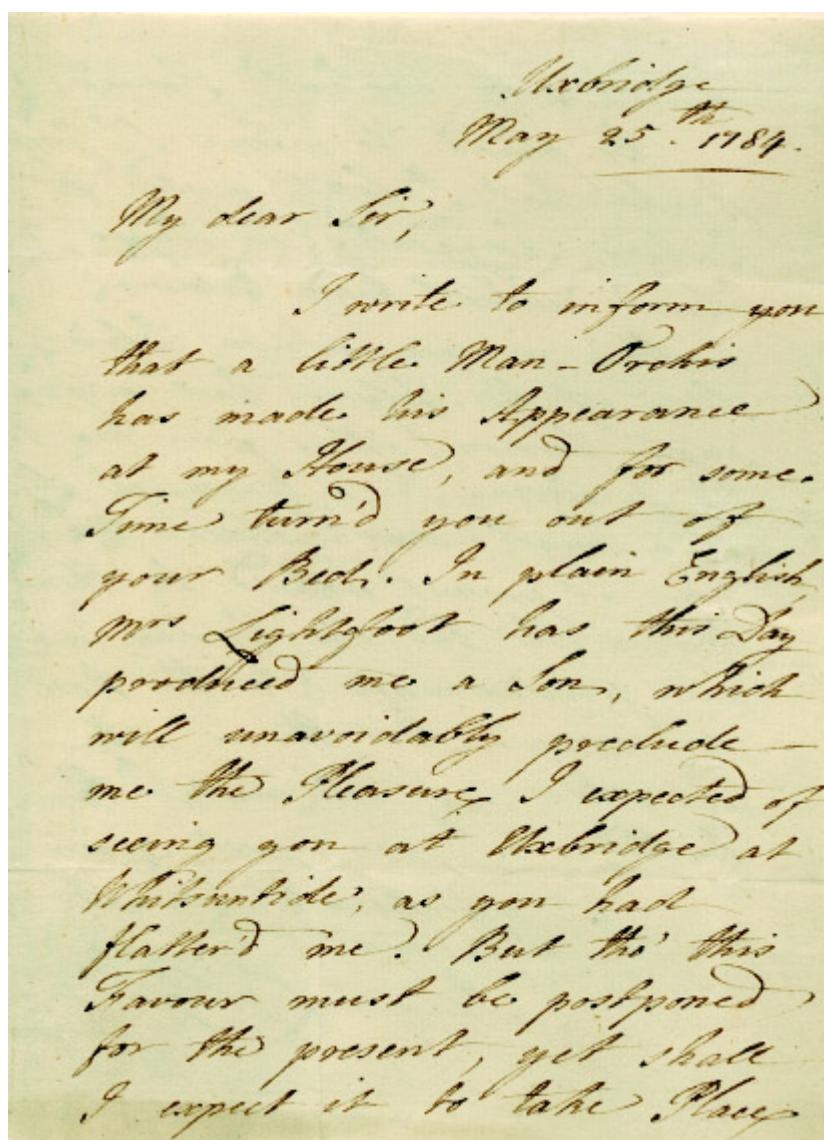 Uxbridge
May 25.th 1784.
My dear Sir,
I write to inform you
that a little Man-Orchis
has made his Appearance
at my House, and for some
Time turn'd you out of
your Bed. In plain English,
Mrs Lightfoot has this Day
produced me a Son, which
will unavoidably preclude
me the Pleasure I expected of
seeing you at Uxbridge at
Whitsuntide, as you had
flatter'd me. But tho' this
Favour must be postponed
for the present, yet shall
I expect it to take Place